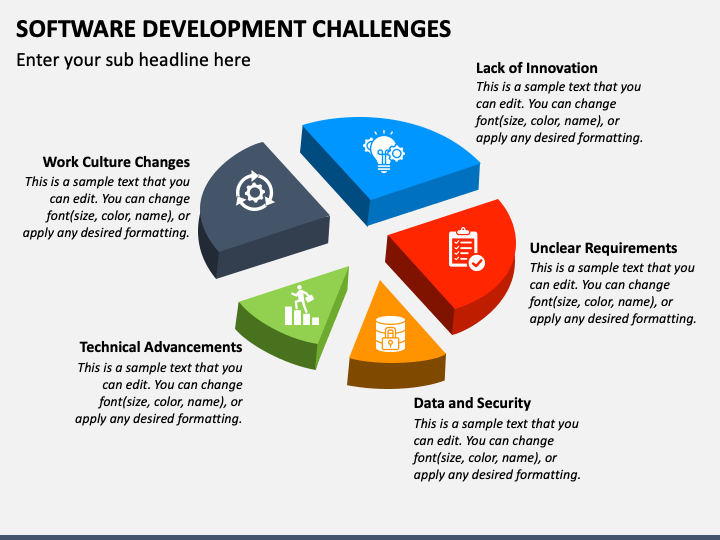 SOFTWARE DEVELOPMENT CHALLENGES
Enter your sub headline here
Lack of Innovation
This is a sample text that you
can edit. You can change
font(size, color, name), or
apply any desired formatting.
Work Culture Changes
This is a sample text that you
can edit. You can change
font(size, color, name), or
apply any desired formatting.
Unclear Requirements
This is a sample text that you
can edit. You can change
font(size, color, name), or
apply any desired formatting.
Technical Advancements
This is a sample text that you
can edit. You can change
font(size, color, name), or
apply any desired formatting.
Data and Security
This is a sample text that you
can edit. You can change
font(size, color, name), or
apply any desired formatting.